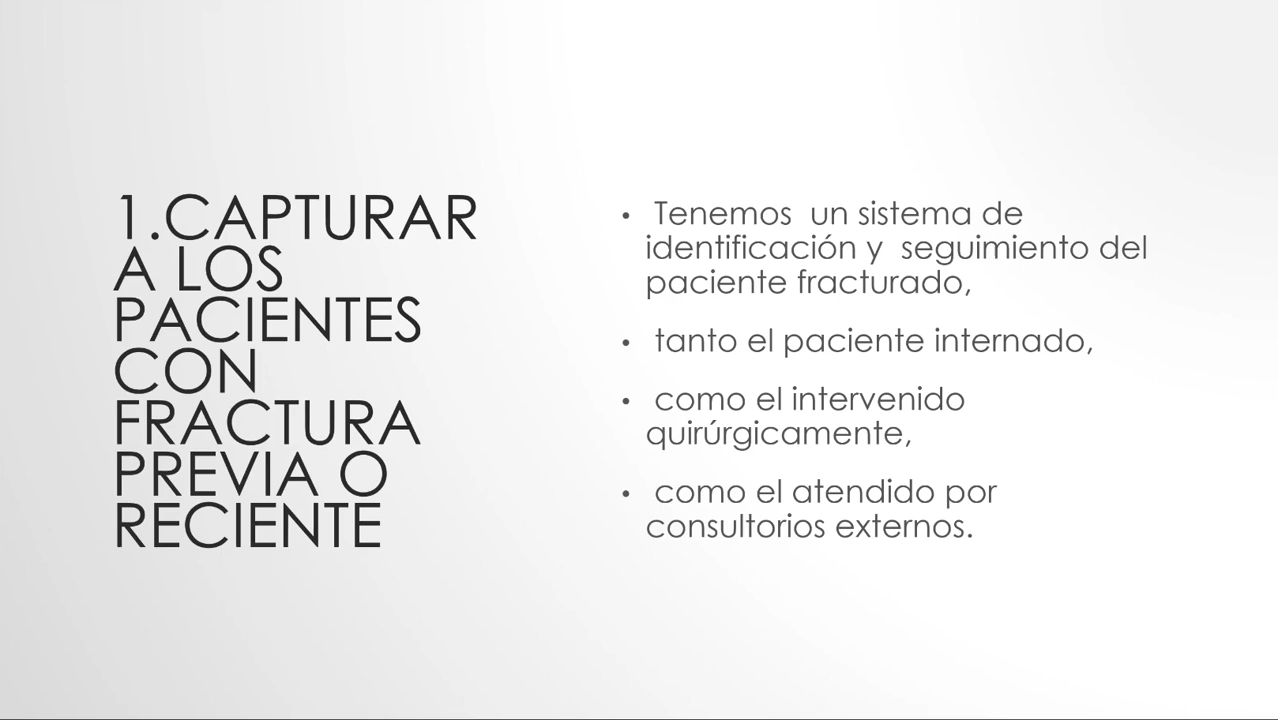 1.CAPTURAR
A LOS
PACIENTES
CON
FRACTURA
PREVIA O
RECIENTE
• Tenemos un sistema de
identificación y seguimiento del
paciente fracturado,
• tanto el paciente internado,
• como el intervenido
quirúrgicamente,
• como el atendido por
consultorios externos.